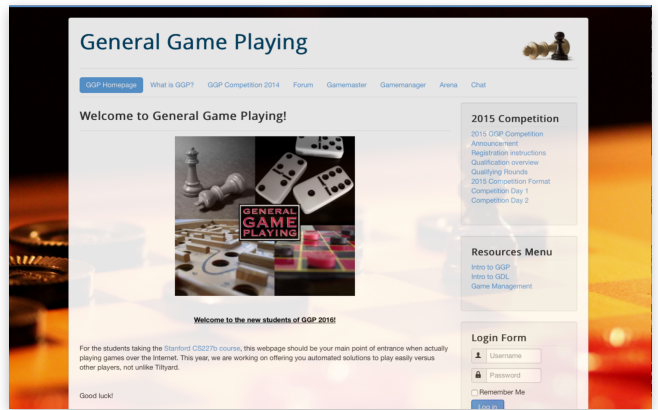 General Game Playing
GGP Homepage What is GGP? GGP Competition 2014 Forum Gamemaster Gamemanager Arena Chat
Welcome to General Game Playing!
GENERAL
GAME
PLAYING
Welcome to the new students of GGP 2016!
For the students taking the Stanford CS227b course, this webpage should be your main point of entrance when actually
playing games over the Internet. This year, we are working on offering you automated solutions to play easily versus
other players, not unlike Tiltyard.
Good luck!
2015 Competition
2015 GGP Competition
Announcement
Registration instructions
Qualification overview
Qualifying Rounds
2015 Competition Format
Competition Day 1
Competition Day 2
Resources Menu
Intro to GGP
Intro to GDL
Game Management
Login Form
Username
Password
Remember Me
Log in